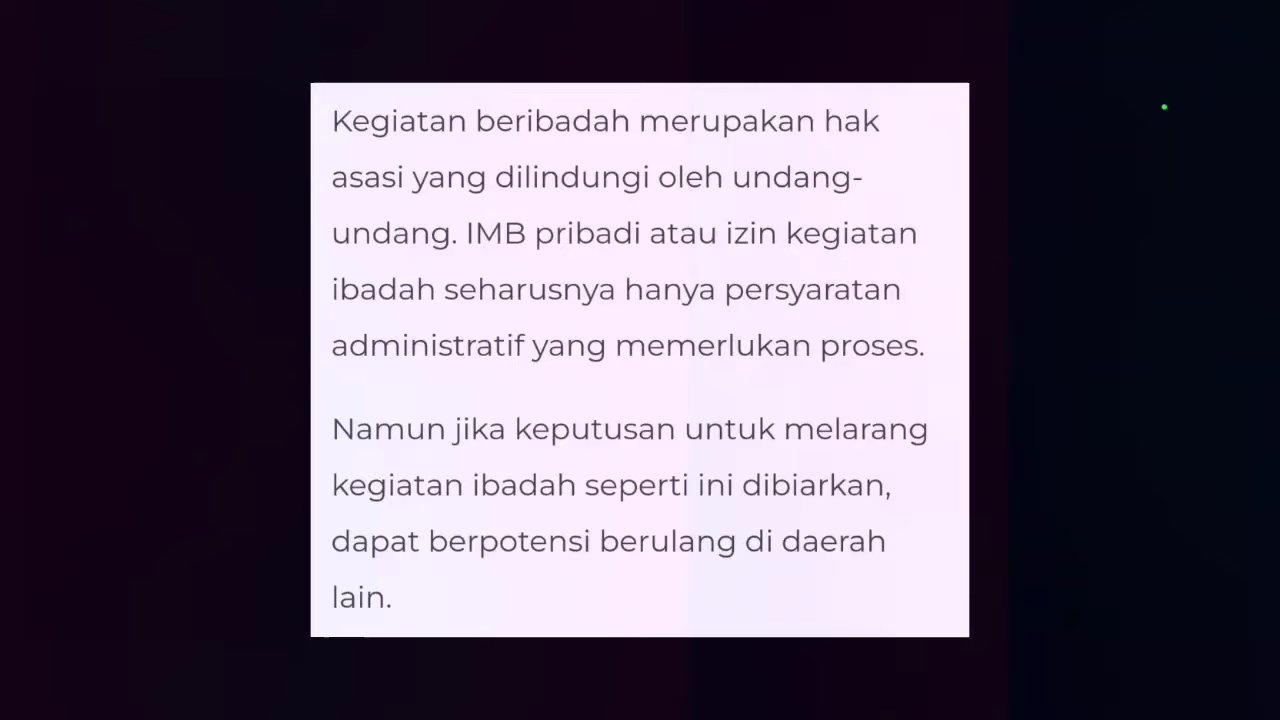 Kegiatan beribadah merupakan hak
asasi yang dilindungi oleh undang-
undang. IMB pribadi atau izin kegiatan
ibadah seharusnya hanya persyaratan
administratif yang memerlukan proses.
Namun jika keputusan untuk melarang
kegiatan ibadah seperti ini dibiarkan,
dapat berpotensi berulang di daerah
lain.